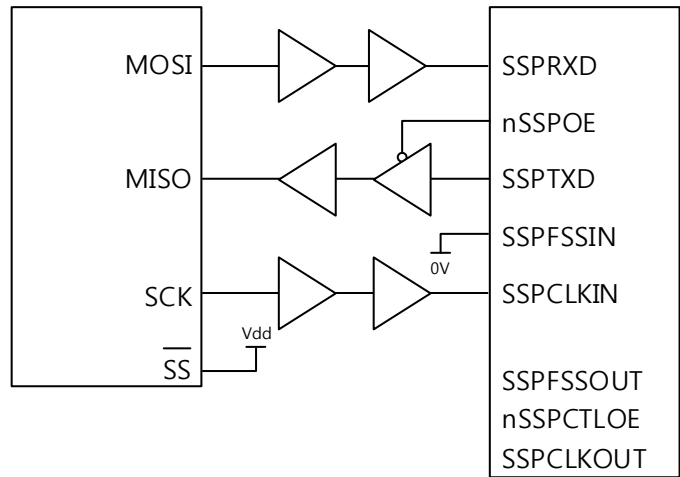 MOSI
SSPRXD
nSSPOE
MISO
SSPTXD
SSPFSSIN
0V
SCK
SSPCLKIN
Vdd
SS
SSPFSSOUT
nSSPCTLOE
SSPCLKOUT